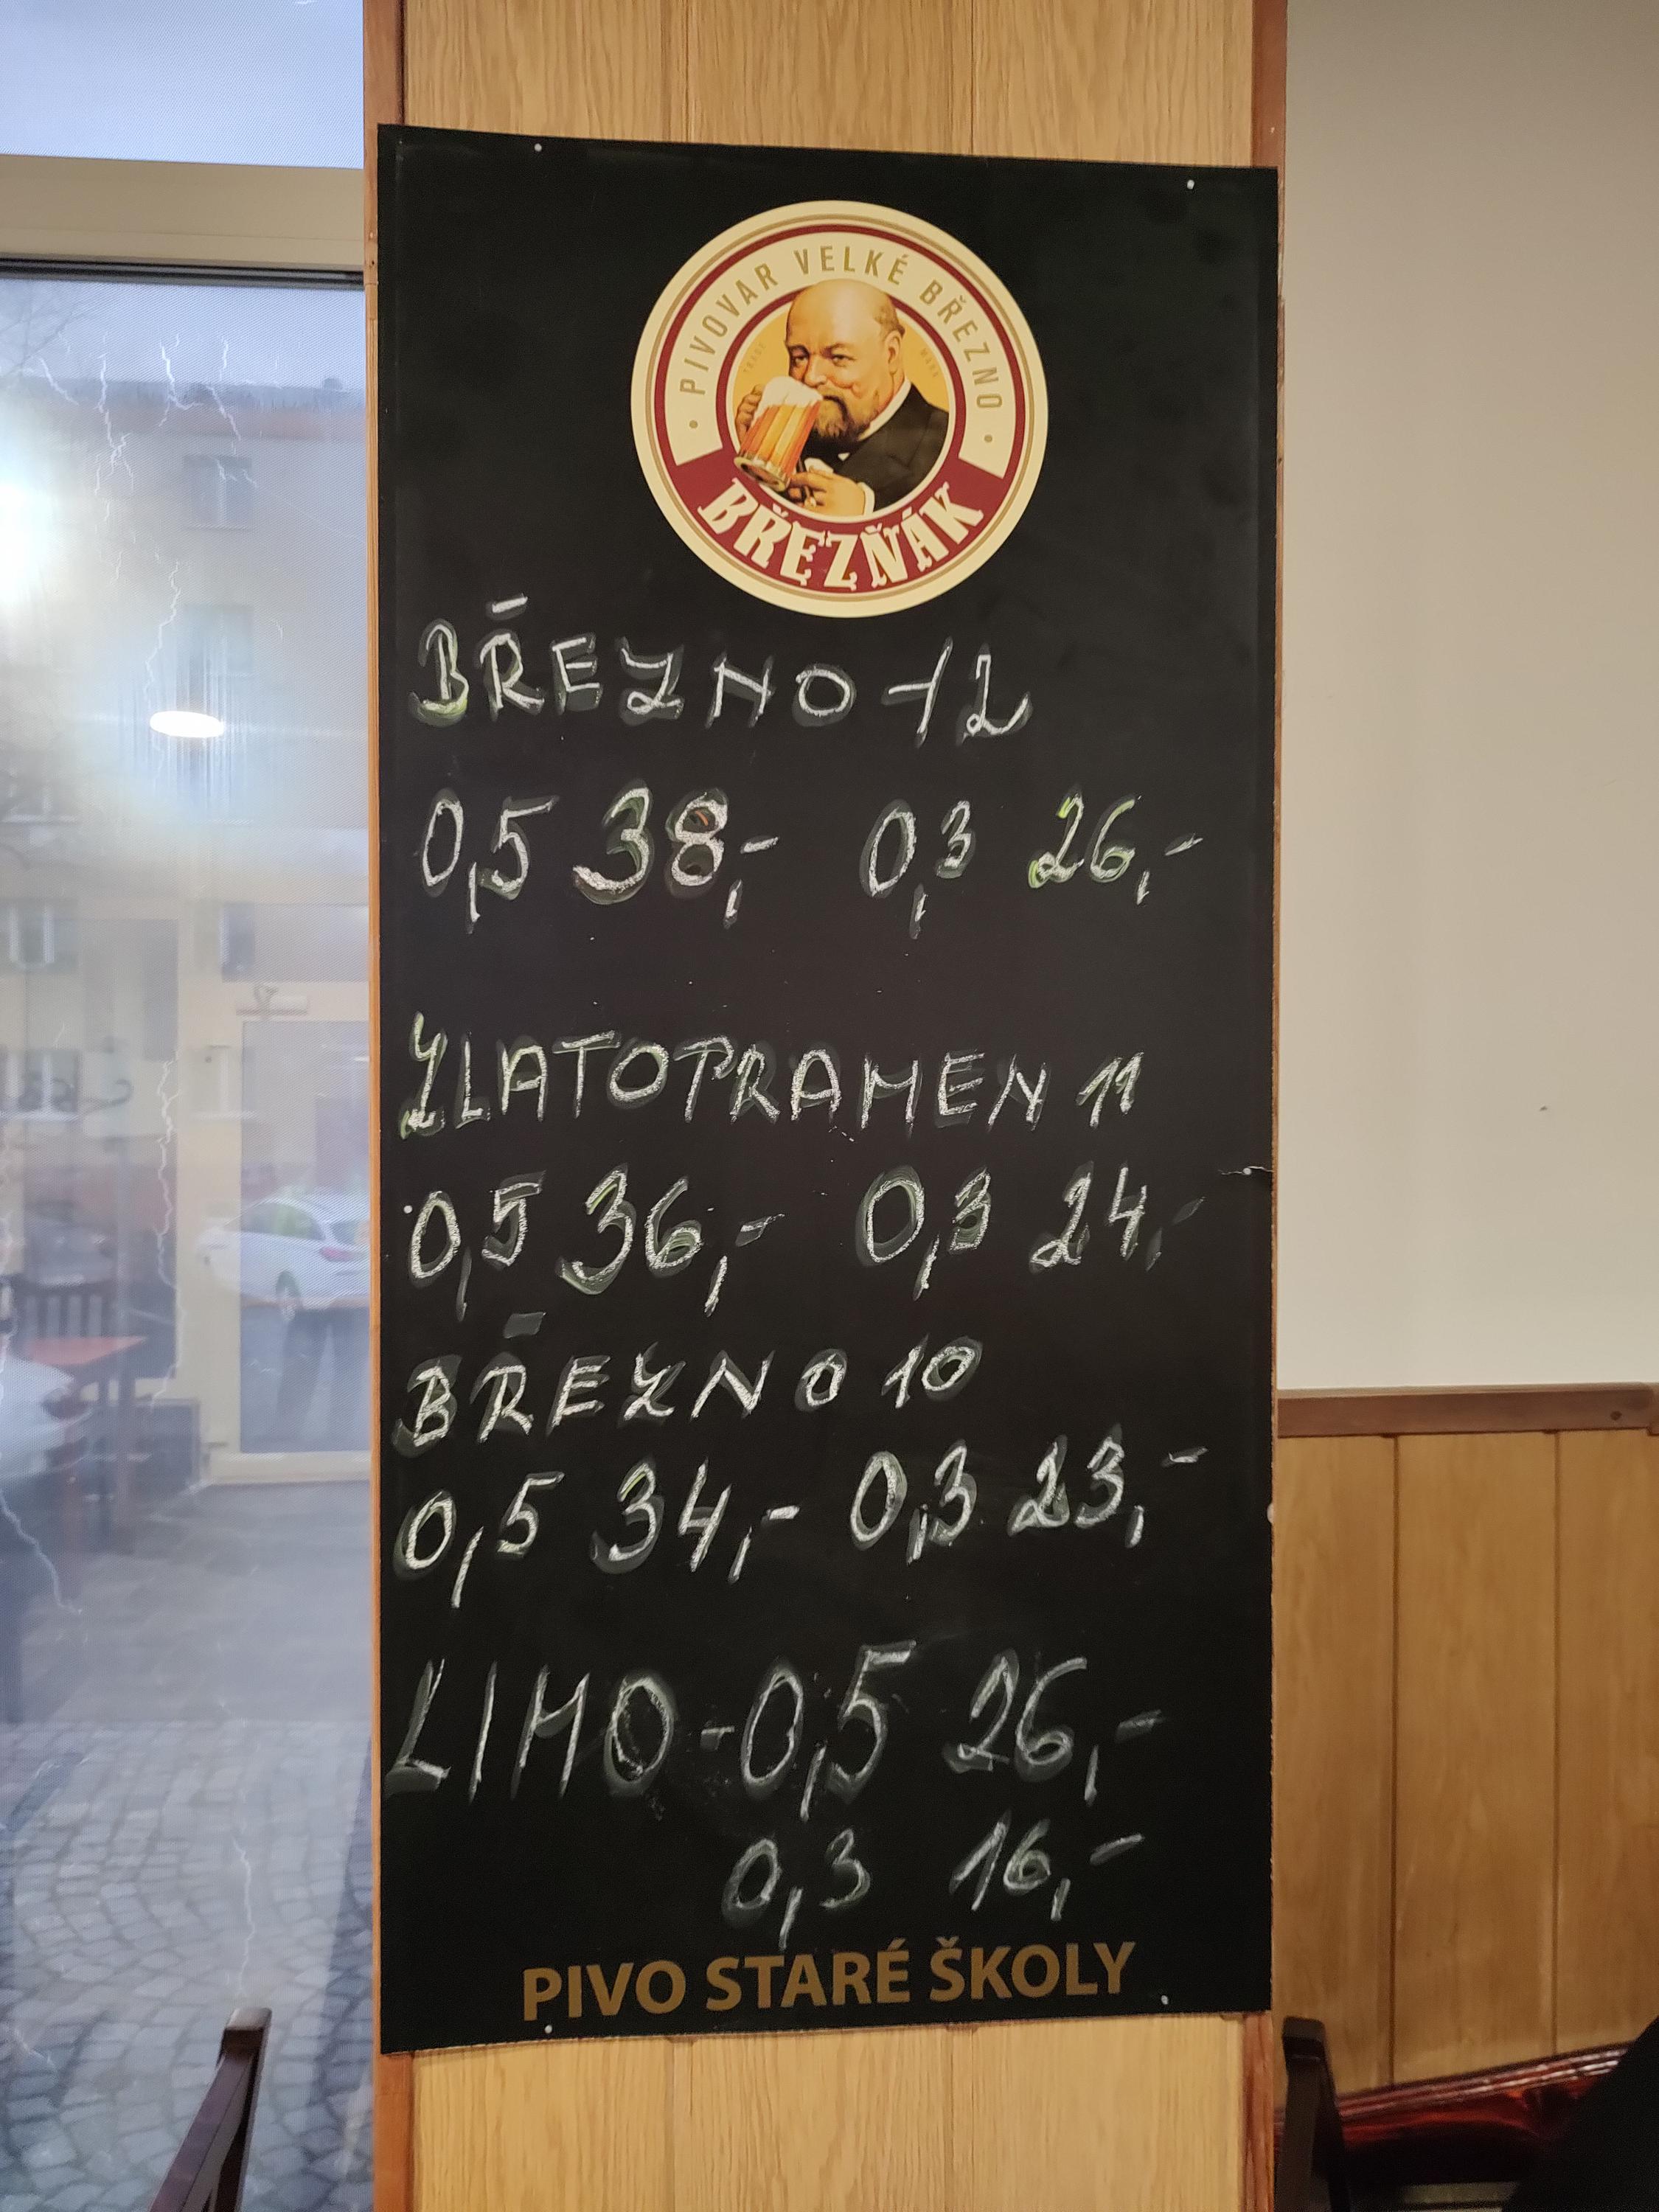 PIVOVAR VELKÉ BŘEZNO
TRADE MARK
BŘEZŇÁK
BŘEZNO -12
0,5 38,- 0,3 26,-
ZLATOPRAMEN 11
0,5 36,- 0,3 24,-
BŘEZNO 10
0,5 34,- 0,3 23,-
LIMO - 0,5 26,-
0,3 16,-
PIVO STARÉ ŠKOLY